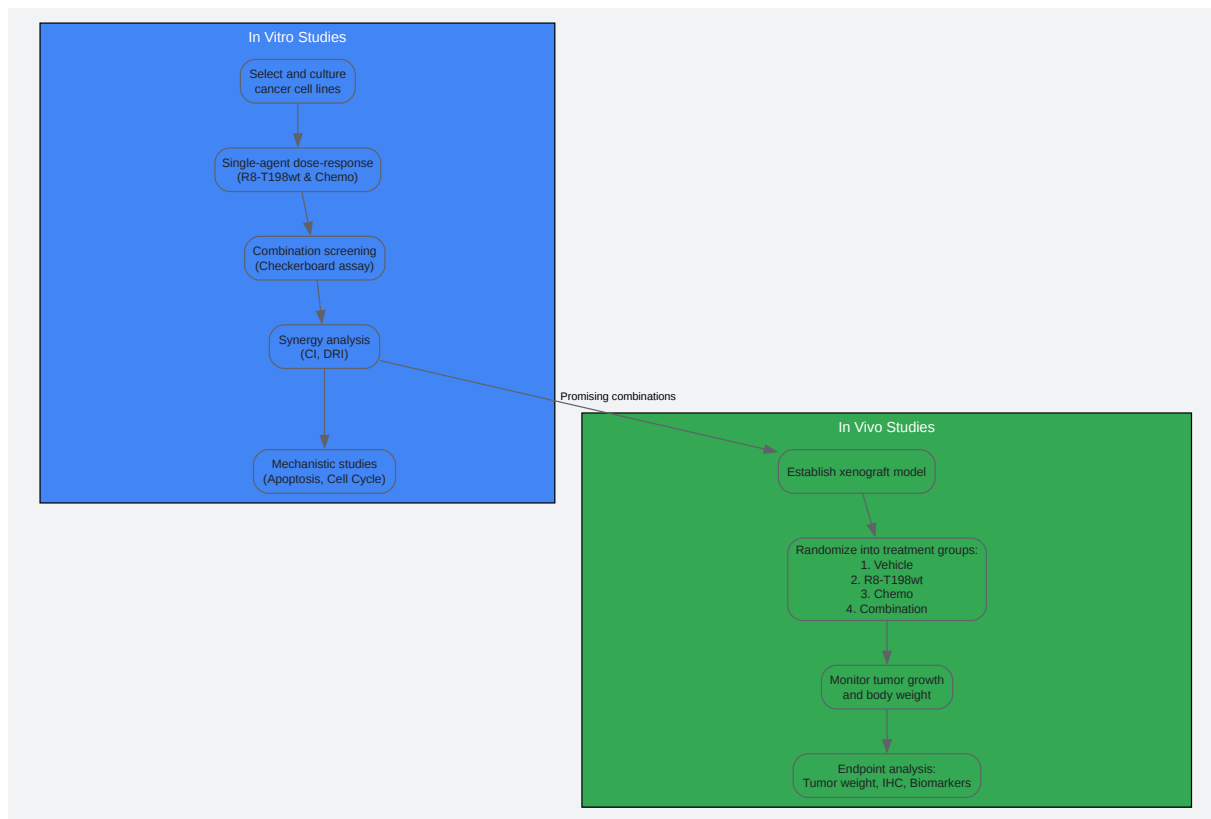 In Vitro Studies
Select and culture
cancer cell lines
Single-agent dose-response
(R8-T198wt & Chemo)
Combination screening
(Checkerboard assay)
Synergy analysis
(CI, DRI)
Mechanistic studies
(Apoptosis, Cell Cycle)
Promising combinations
In Vivo Studies
Establish xenograft model
Randomize into treatment groups:
1. Vehicle
2. R8-T198wt
3. Chemo
4. Combination
Monitor tumor growth
and body weight
Endpoint analysis:
Tumor weight, IHC, Biomarkers